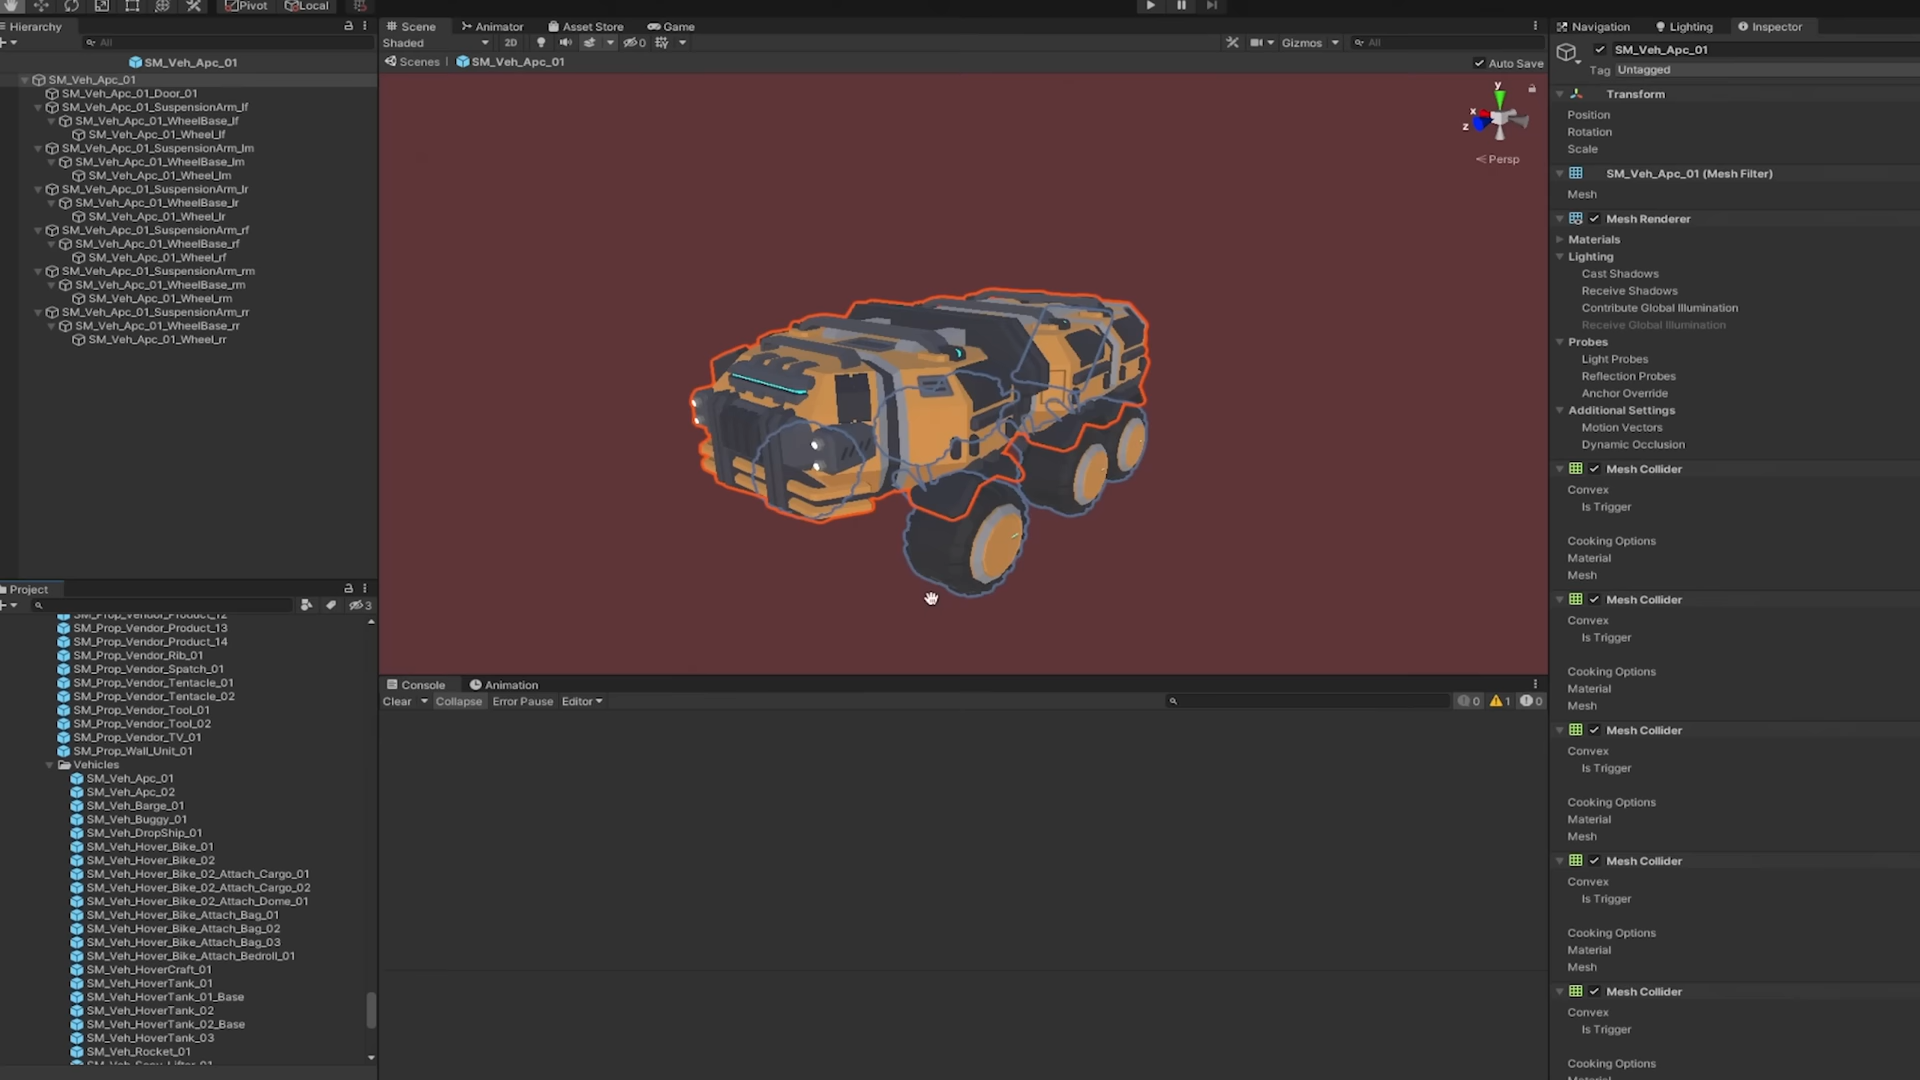 Pivot Local
Hierarchy
All
SM_Veh_Apc_01
SM_Veh_Apc_01
SM_Veh_Apc_01_Door_01
SM_Veh_Apc_01_SuspensionArm_lf
SM_Veh_Apc_01_WheelBase_lf
SM_Veh_Apc_01_Wheel_lf
SM_Veh_Apc_01_SuspensionArm_lm
SM_Veh_Apc_01_WheelBase_lm
SM_Veh_Apc_01_Wheel_lm
SM_Veh_Apc_01_SuspensionArm_lr
SM_Veh_Apc_01_WheelBase_lr
SM_Veh_Apc_01_Wheel_lr
SM_Veh_Apc_01_SuspensionArm_rf
SM_Veh_Apc_01_WheelBase_rf
SM_Veh_Apc_01_Wheel_rf
SM_Veh_Apc_01_SuspensionArm_rm
SM_Veh_Apc_01_WheelBase_rm
SM_Veh_Apc_01_Wheel_rm
SM_Veh_Apc_01_SuspensionArm_rr
SM_Veh_Apc_01_WheelBase_rr
SM_Veh_Apc_01_Wheel_rr
Project
3
SM_Prop_Vendor_Product_12
SM_Prop_Vendor_Product_13
SM_Prop_Vendor_Product_14
SM_Prop_Vendor_Rib_01
SM_Prop_Vendor_Spatch_01
SM_Prop_Vendor_Tentacle_01
SM_Prop_Vendor_Tentacle_02
SM_Prop_Vendor_Tool_01
SM_Prop_Vendor_Tool_02
SM_Prop_Vendor_TV_01
SM_Prop_Wall_Unit_01
Vehicles
SM_Veh_Apc_01
SM_Veh_Apc_02
SM_Veh_Barge_01
SM_Veh_Buggy_01
SM_Veh_DropShip_01
SM_Veh_Hover_Bike_01
SM_Veh_Hover_Bike_02
SM_Veh_Hover_Bike_02_Attach_Cargo_01
SM_Veh_Hover_Bike_02_Attach_Cargo_02
SM_Veh_Hover_Bike_02_Attach_Dome_01
SM_Veh_Hover_Bike_Attach_Bag_01
SM_Veh_Hover_Bike_Attach_Bag_02
SM_Veh_Hover_Bike_Attach_Bag_03
SM_Veh_Hover_Bike_Attach_Bedroll_01
SM_Veh_HoverCraft_01
SM_Veh_HoverTank_01
SM_Veh_HoverTank_01_Base
SM_Veh_HoverTank_02
SM_Veh_HoverTank_02_Base
SM_Veh_HoverTank_03
SM_Veh_Rocket_01
Scene Animator Asset Store Game
Shaded 2D 0 Gizmos All
Scenes SM_Veh_Apc_01 Auto Save
y
x
z
Persp
Console Animation
Clear Collapse Error Pause Editor 0 1 0
Navigation Lighting Inspector
SM_Veh_Apc_01
Tag Untagged
Transform
Position
Rotation
Scale
SM_Veh_Apc_01 (Mesh Filter)
Mesh
Mesh Renderer
Materials
Lighting
Cast Shadows
Receive Shadows
Contribute Global Illumination
Receive Global Illumination
Probes
Light Probes
Reflection Probes
Anchor Override
Additional Settings
Motion Vectors
Dynamic Occlusion
Mesh Collider
Convex
Is Trigger
Cooking Options
Material
Mesh
Mesh Collider
Convex
Is Trigger
Cooking Options
Material
Mesh
Mesh Collider
Convex
Is Trigger
Cooking Options
Material
Mesh
Mesh Collider
Convex
Is Trigger
Cooking Options
Material
Mesh
Mesh Collider
Convex
Is Trigger
Cooking Options